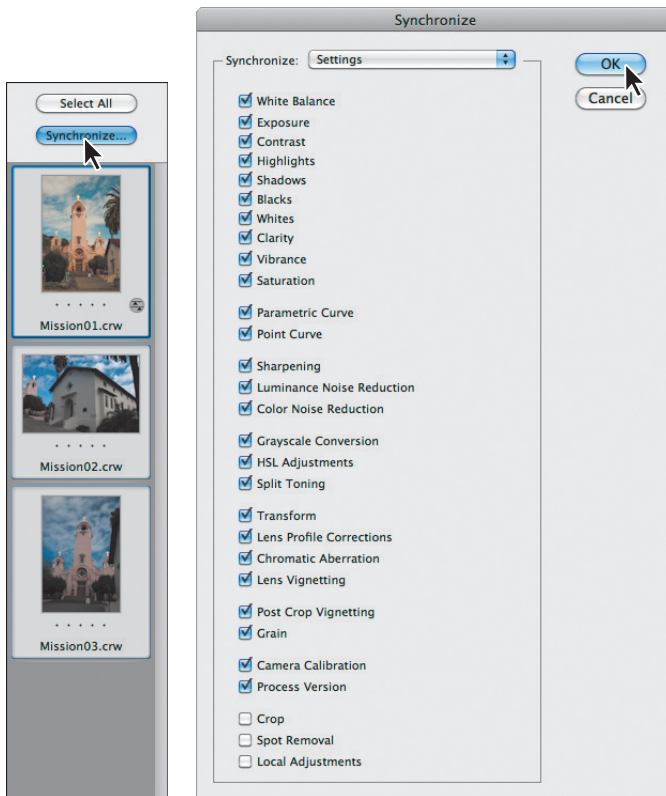 Select All
Synchronize...
Mission01.crw
Mission02.crw
Mission03.crw
Synchronize
Synchronize: Settings
OK
Cancel
White Balance
Exposure
Contrast
Highlights
Shadows
Blacks
Whites
Clarity
Vibrance
Saturation
Parametric Curve
Point Curve
Sharpening
Luminance Noise Reduction
Color Noise Reduction
Grayscale Conversion
HSL Adjustments
Split Toning
Transform
Lens Profile Corrections
Chromatic Aberration
Lens Vignetting
Post Crop Vignetting
Grain
Camera Calibration
Process Version
Crop
Spot Removal
Local Adjustments